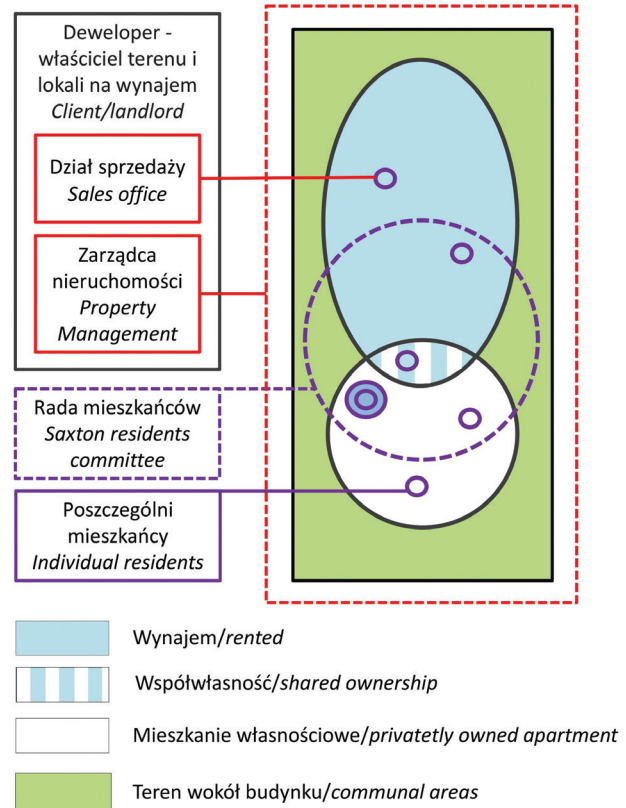 Deweloper -
właściciel terenu i
lokali na wynajem
Client/landlord
Dział sprzedaży
Sales office
Zarządca
nieruchomości
Property
Management
Rada mieszkańców
Saxton residents
committee
Poszczególni
mieszkańcy
Individual residents
Wynajem/rented
Współwłasność/shared ownership
Mieszkanie własnościowe/privatetly owned apartment
Teren wokół budynku/communal areas